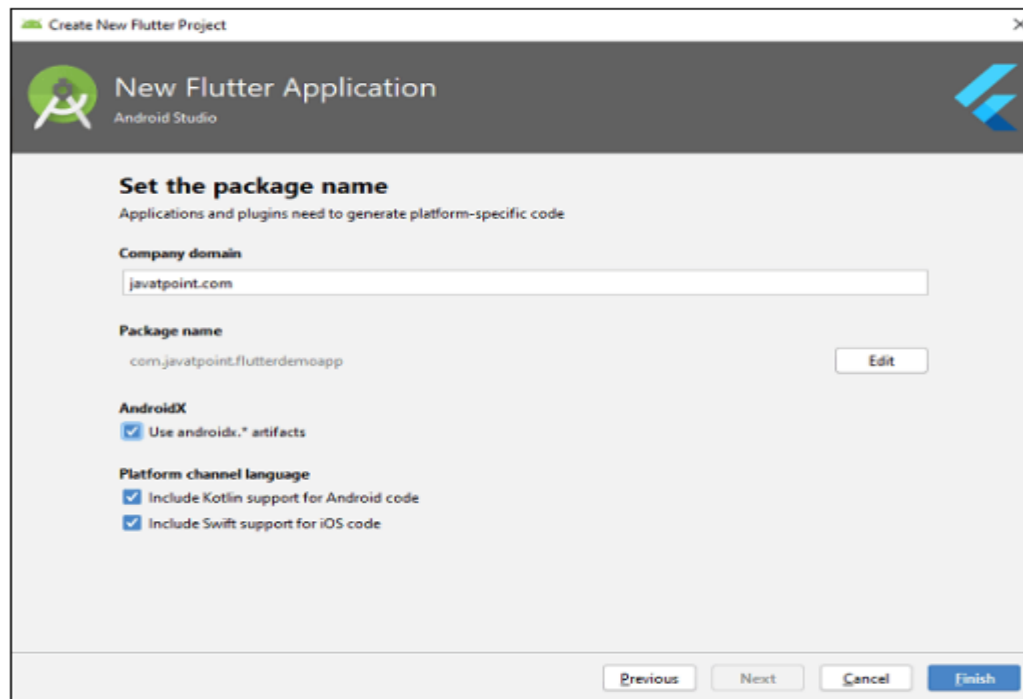 Create New Flutter Project
New Flutter Application
Android Studio
Set the package name
Applications and plugins need to generate platform-specific code
Company domain
javatpoint.com
Package name
com.javatpoint.flutterdemoapp
Edit
AndroidX
Use androidx.* artifacts
Platform channel language
Include Kotlin support for Android code
Include Swift support for iOS code
Previous Next Cancel Finish